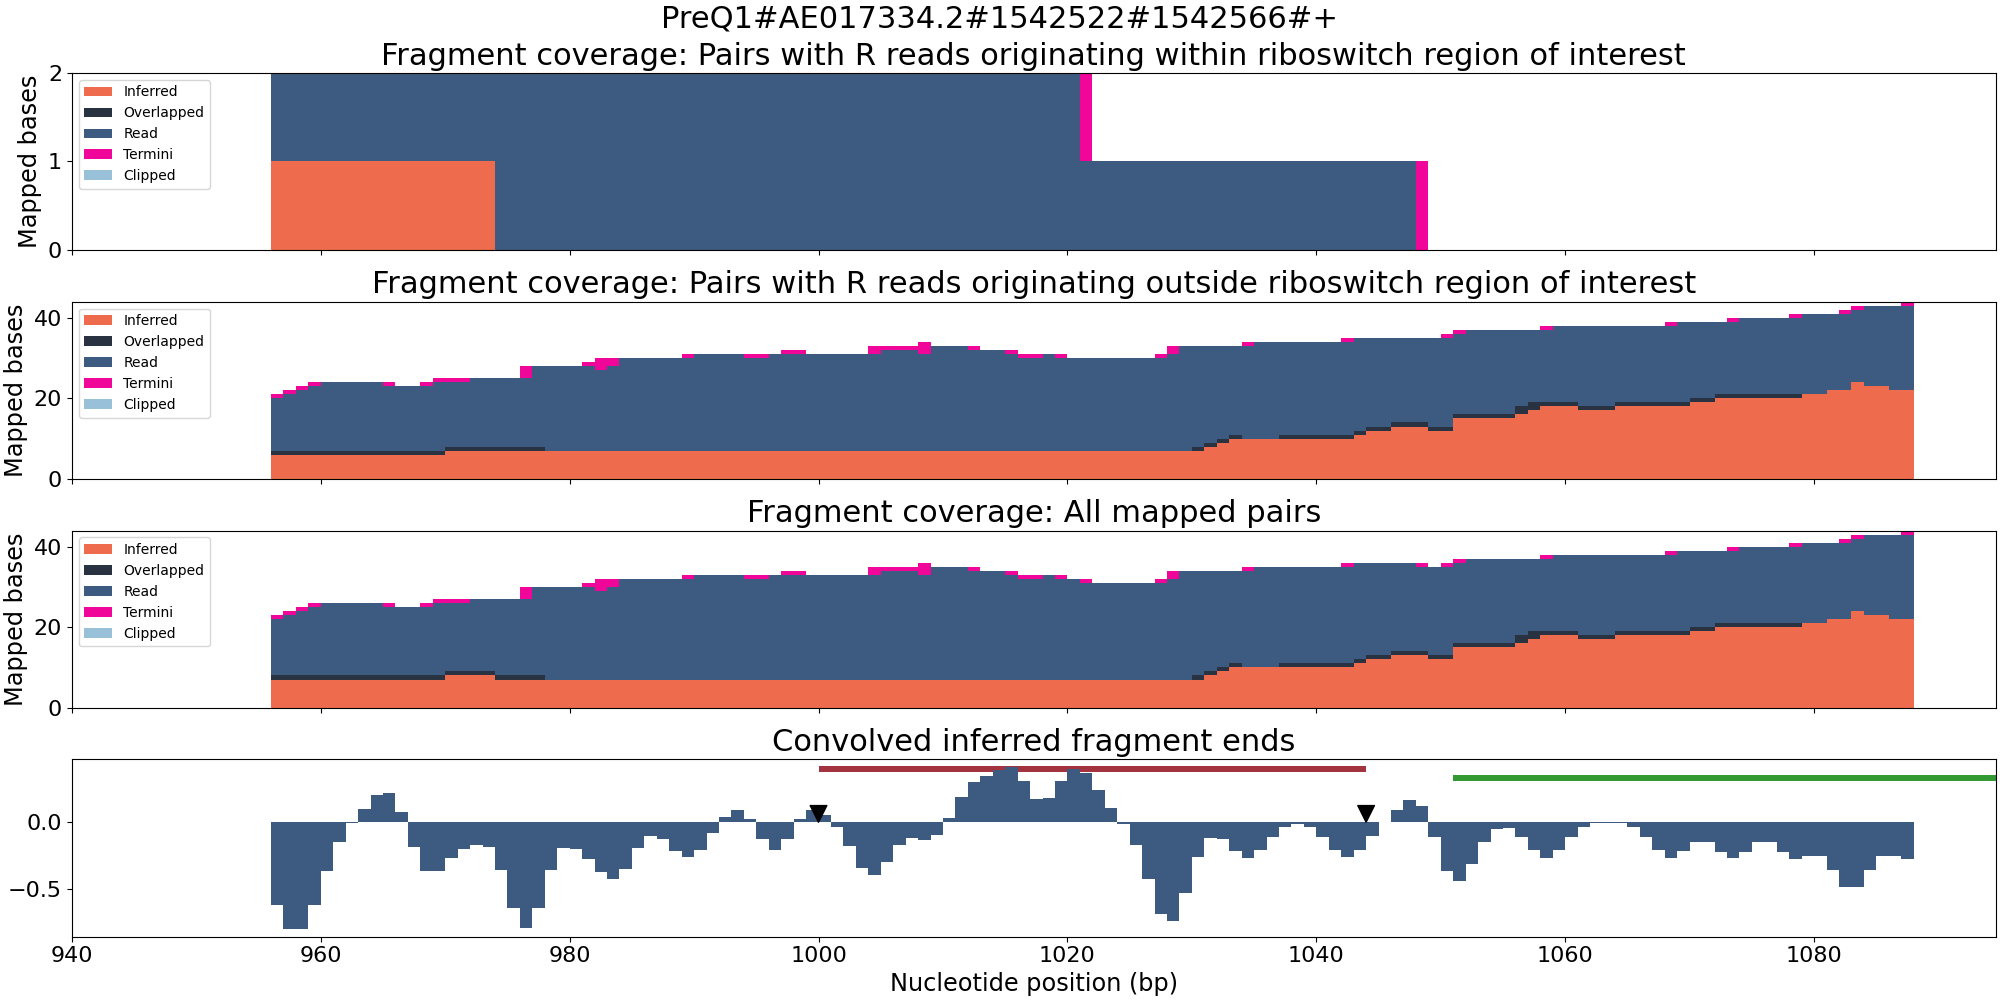 PreQ1#AE017334.2#1542522#1542566#+
Fragment coverage: Pairs with R reads originating within riboswitch region of interest
Mapped bases
2
1
0
Inferred
Overlapped
Read
Termini
Clipped
Fragment coverage: Pairs with R reads originating outside riboswitch region of interest
Mapped bases
40
20
0
Inferred
Overlapped
Read
Termini
Clipped
Fragment coverage: All mapped pairs
Mapped bases
40
20
0
Inferred
Overlapped
Read
Termini
Clipped
Convolved inferred fragment ends
0.0
−0.5
940 960 980 1000 1020 1040 1060 1080
Nucleotide position (bp)